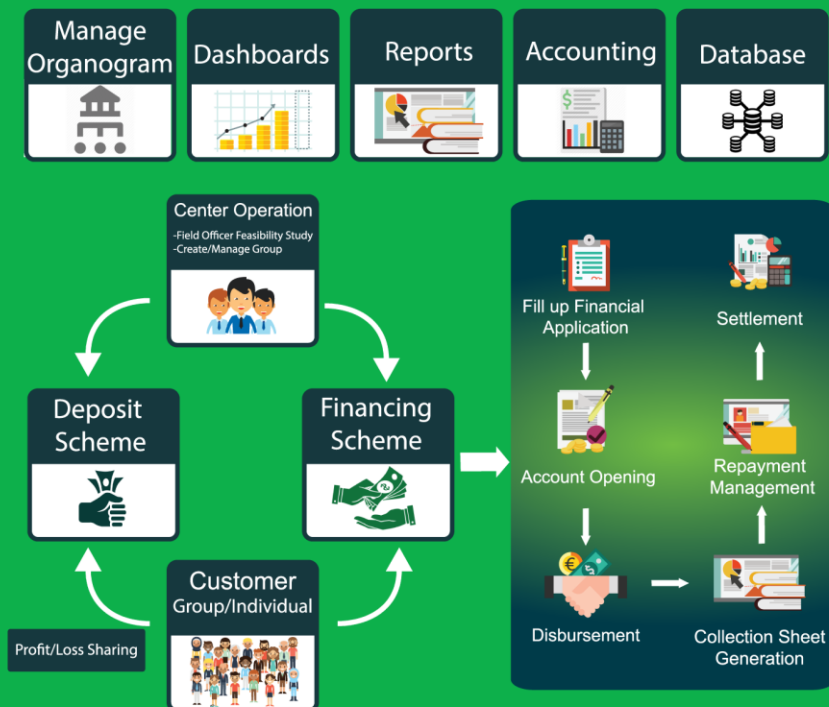 Manage
Organogram
Dashboards
Reports
Accounting
Database
Center Operation
-Field Officer Feasibility Study
-Create/Manage Group
Deposit
Scheme
Financing
Scheme
Customer
Group/Individual
Profit/Loss Sharing
Fill up Financial
Application
Account Opening
Disbursement
Collection Sheet
Generation
Repayment
Management
Settlement